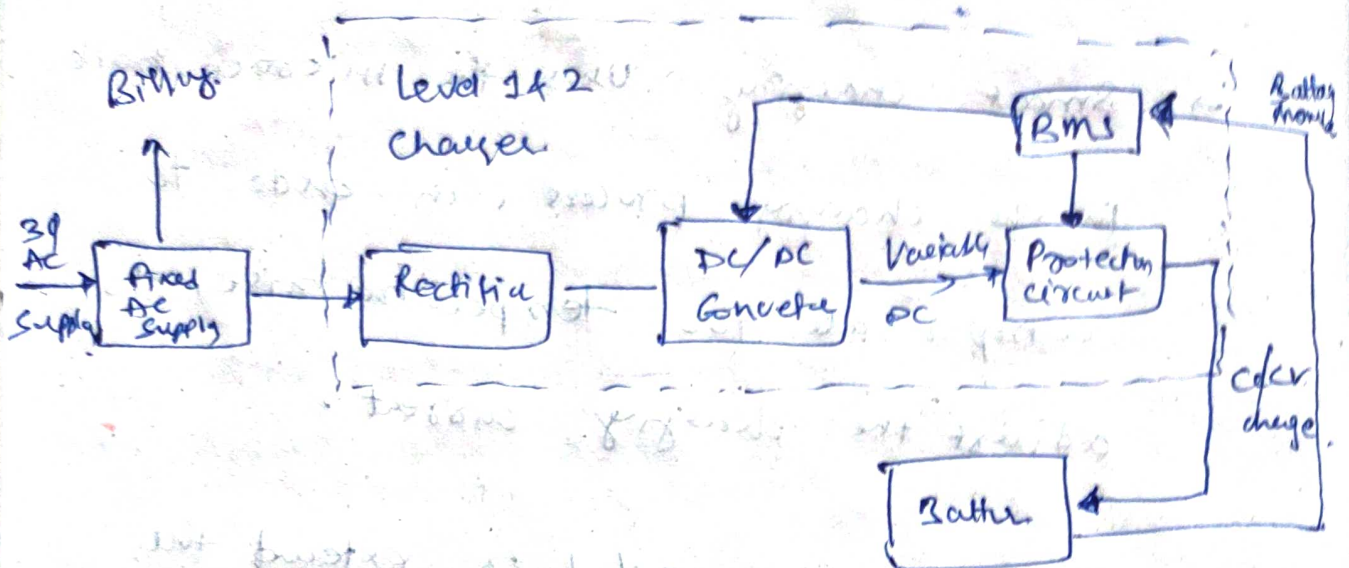 Billing.
Level 1 & 2
Charger
BMS
Battery
3φ
AC
Supply
Fixed
AC
Supply
Rectifier
DC/DC
Converter
Variable
DC
Protection
circuit
CC/CV
charge.
Battery